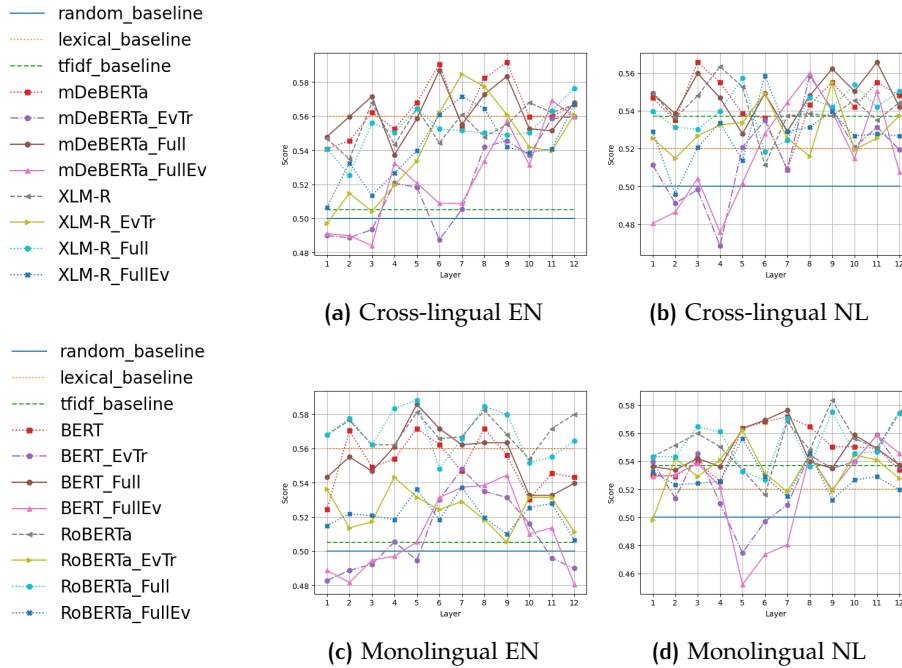 random_baseline
lexical_baseline
tfidf_baseline
mDeBERTa
mDeBERTa_EvTr
mDeBERTa_Full
mDeBERTa_FullEv
XLM-R
XLM-R_EvTr
XLM-R_Full
XLM-R_FullEv
Score
0.58
0.56
0.54
0.52
0.50
0.48
1 2 3 4 5 6 7 8 9 10 11 12
Layer
(a) Cross-lingual EN
Score
0.56
0.54
0.52
0.50
0.48
1 2 3 4 5 6 7 8 9 10 11 12
Layer
(b) Cross-lingual NL
random_baseline
lexical_baseline
tfidf_baseline
BERT
BERT_EvTr
BERT_Full
BERT_FullEv
RoBERTa
RoBERTa_EvTr
RoBERTa_Full
RoBERTa_FullEv
Score
0.58
0.56
0.54
0.52
0.50
0.48
1 2 3 4 5 6 7 8 9 10 11 12
Layer
(c) Monolingual EN
Score
0.58
0.56
0.54
0.52
0.50
0.48
0.46
1 2 3 4 5 6 7 8 9 10 11 12
Layer
(d) Monolingual NL